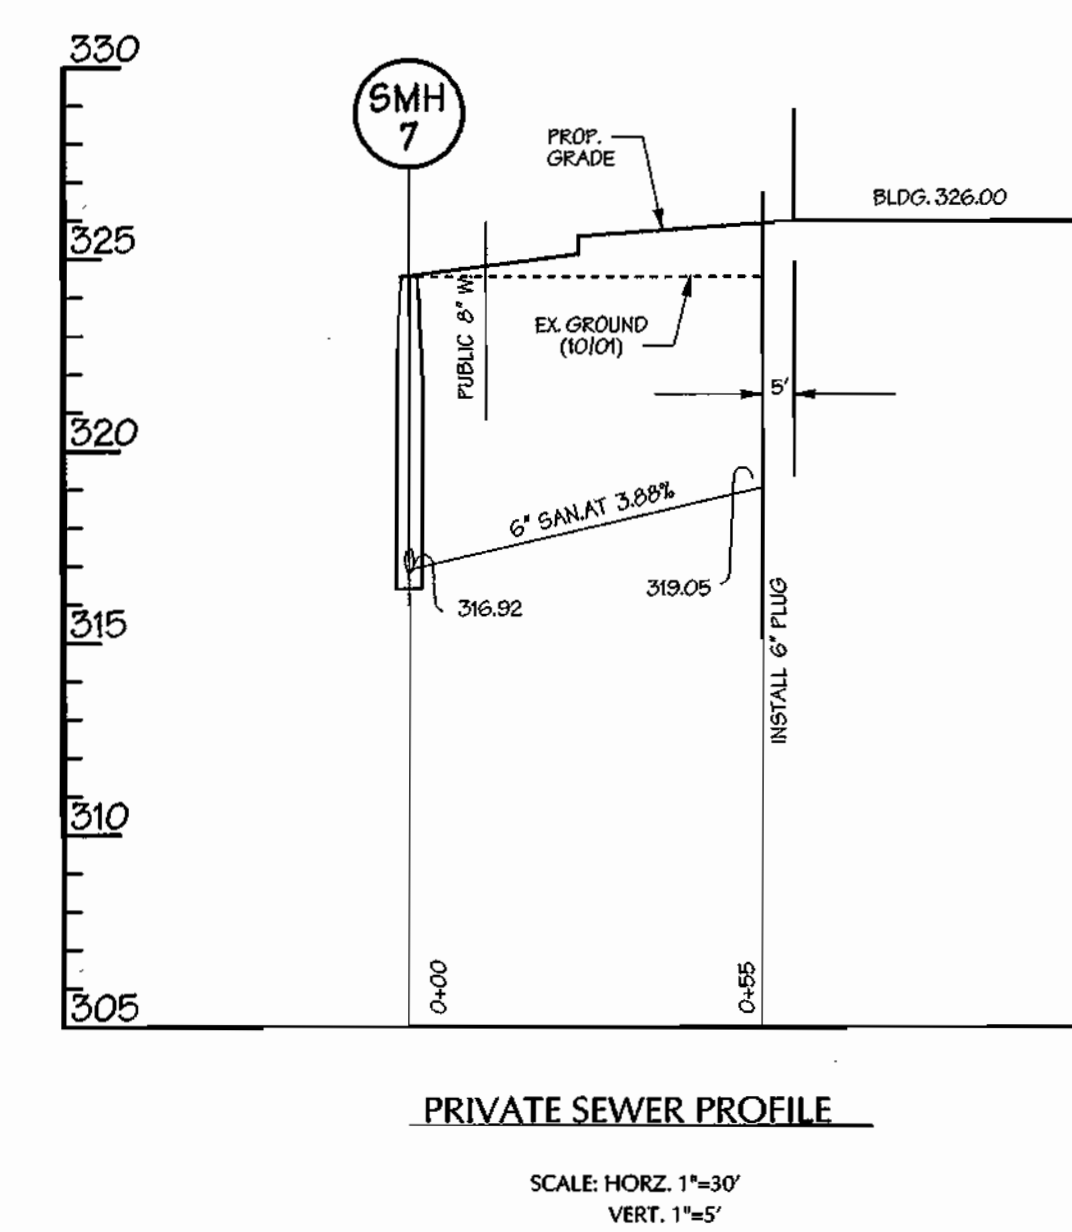 330
SMH
7
PROP.
GRADE
BLDG. 326.00
325
PUBLIC 8" W
EX. GROUND
(10/01)
5'
320
6" SAN.AT 3.88%
319.05
316.92
315
INSTALL 6" PLUG
310
0+00
0+55
305
PRIVATE SEWER PROFILE
SCALE: HORZ. 1"=30'
VERT. 1"=5'